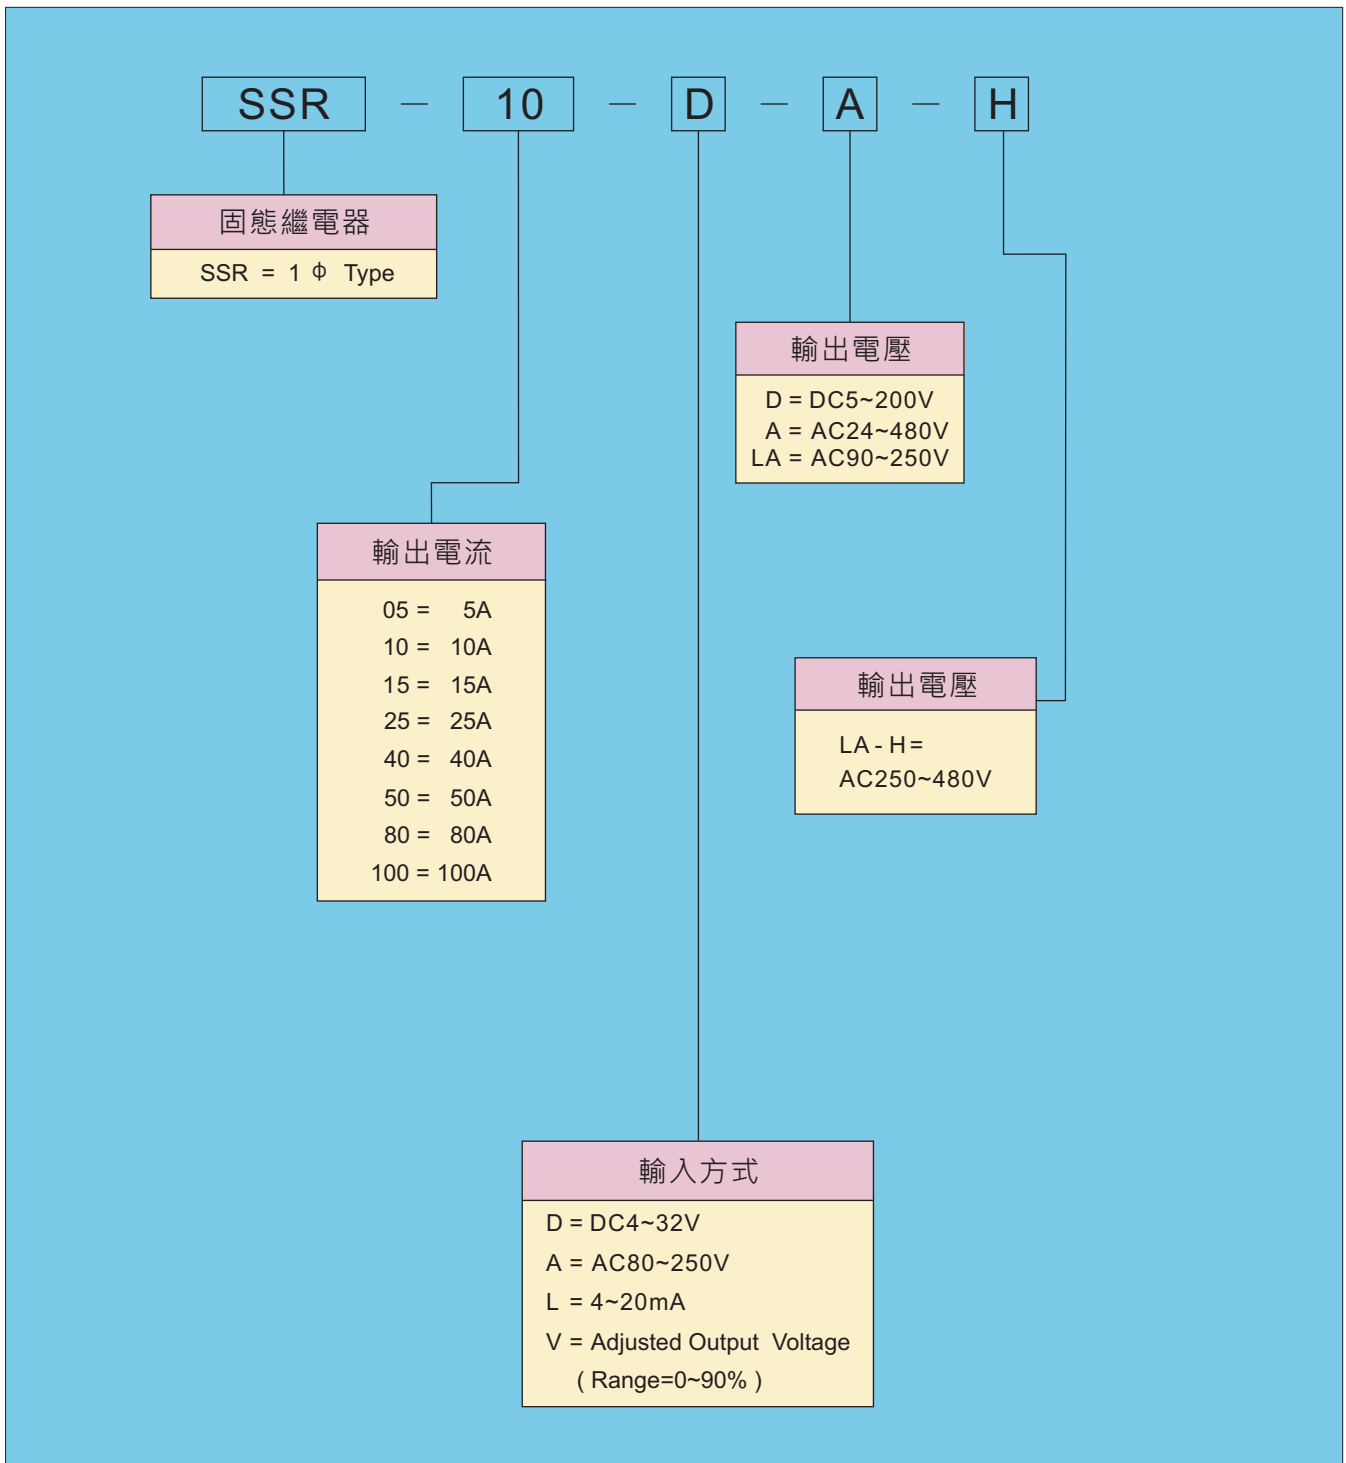 SSR — 10 — D — A — H
固態繼電器
SSR = 1 Φ Type
輸出電壓
D = DC5~200V
A = AC24~480V
LA = AC90~250V
輸出電流
05 = 5A
10 = 10A
15 = 15A
25 = 25A
40 = 40A
50 = 50A
80 = 80A
100 = 100A
輸出電壓
LA - H =
AC250~480V
輸入方式
D = DC4~32V
A = AC80~250V
L = 4~20mA
V = Adjusted Output Voltage
( Range=0~90% )